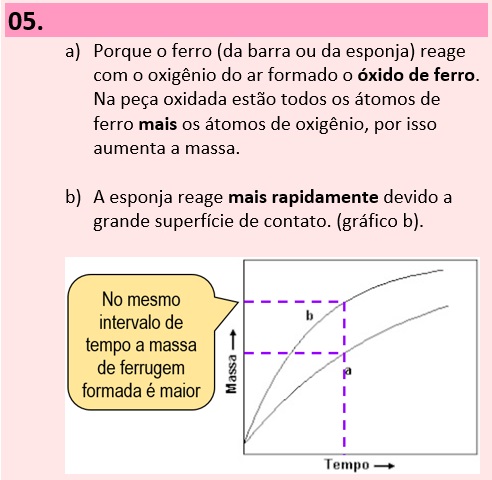 05.
a) Porque o ferro (da barra ou da esponja) reage
com o oxigênio do ar formado o óxido de ferro.
Na peça oxidada estão todos os átomos de
ferro mais os átomos de oxigênio, por isso
aumenta a massa.
b) A esponja reage mais rapidamente devido a
grande superfície de contato. (gráfico b).
No mesmo
intervalo de
tempo a massa
de ferrugem
formada é maior
Massa
b
a
Tempo